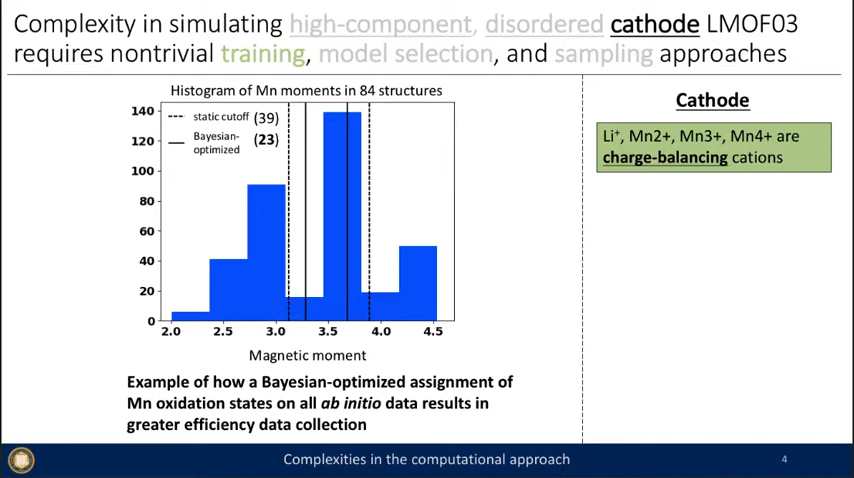 Complexity in simulating high-component, disordered cathode LMOF03
requires nontrivial training, model selection, and sampling approaches
Histogram of Mn moments in 84 structures
static cutoff (39)
Bayesian-
optimized (23)
140
120
100
80
60
40
20
0
2.0 2.5 3.0 3.5 4.0 4.5
Magnetic moment
Example of how a Bayesian-optimized assignment of
Mn oxidation states on all ab initio data results in
greater efficiency data collection
Cathode
Li⁺, Mn2+, Mn3+, Mn4+ are
charge-balancing cations
Complexities in the computational approach
4